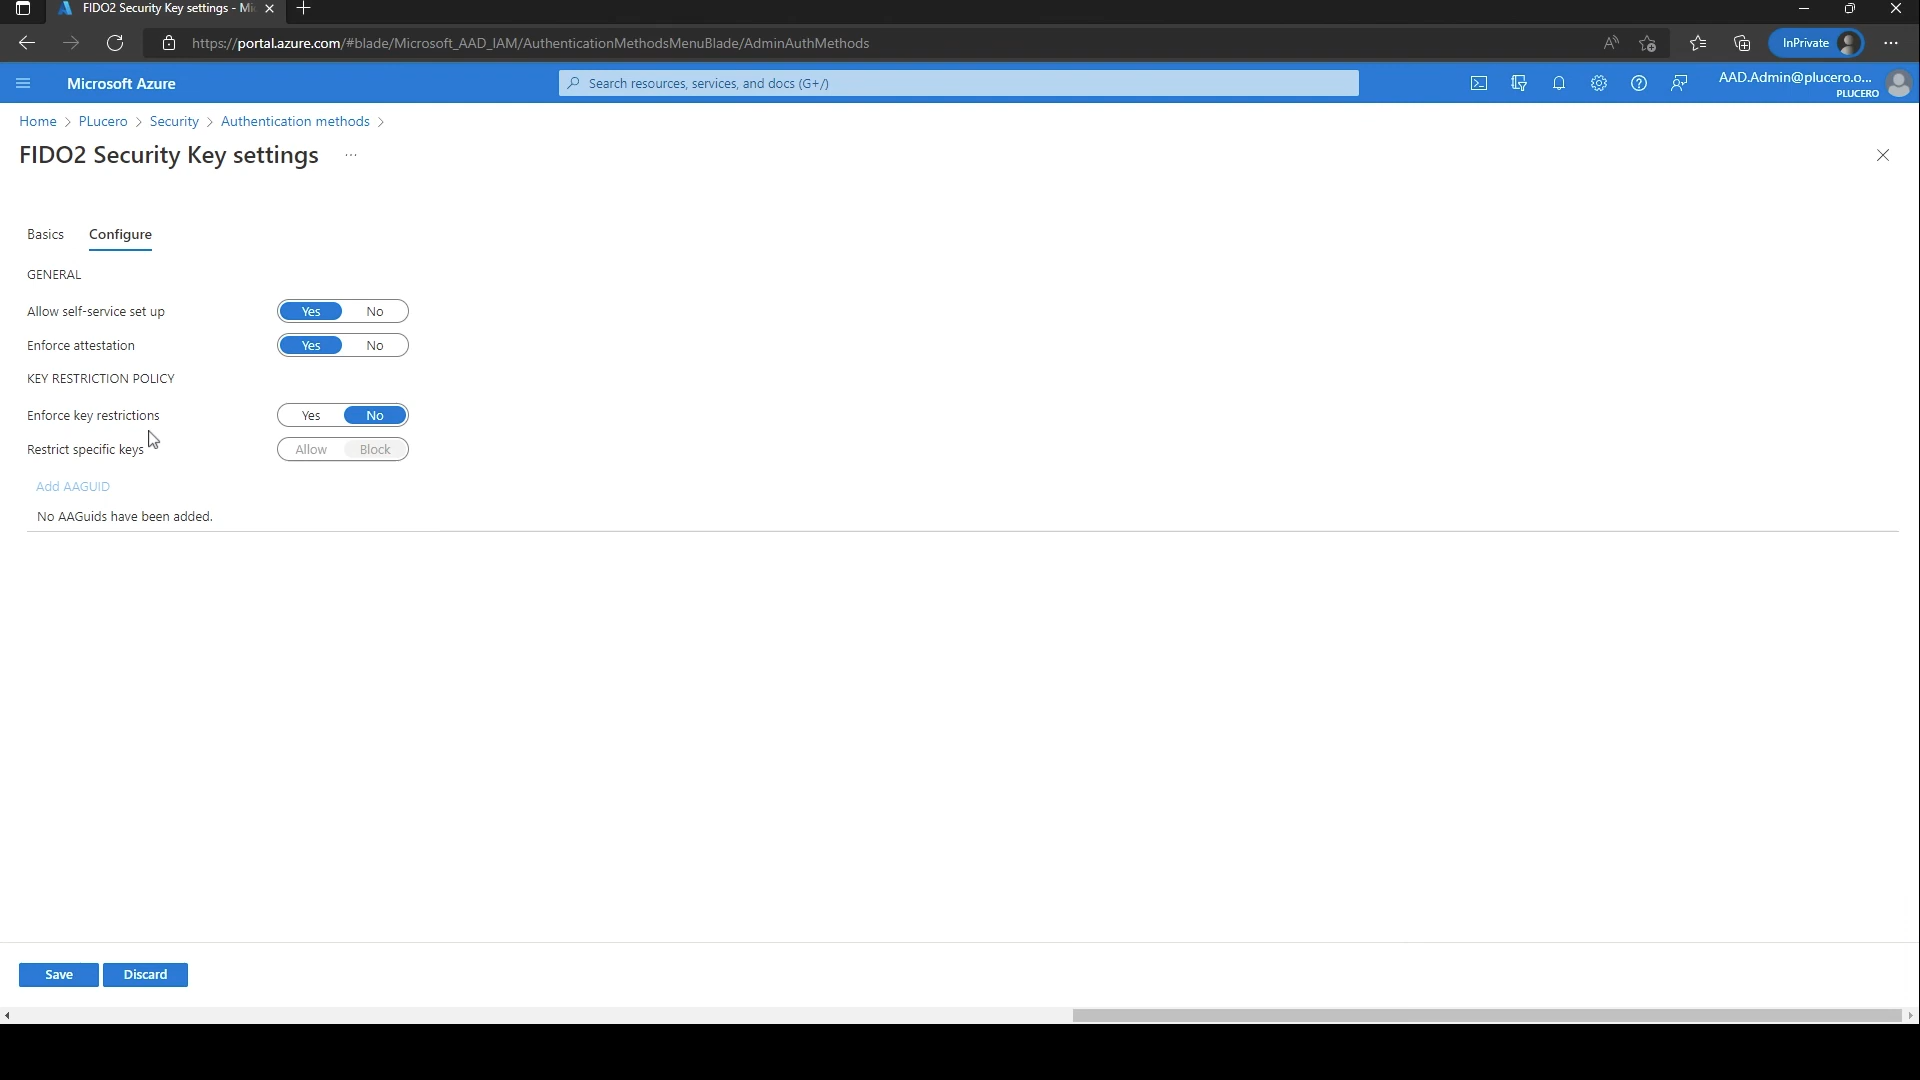 FIDO2 Security Key settings - Mi
https://portal.azure.com/#blade/Microsoft_AAD_IAM/AuthenticationMethodsMenuBlade/AdminAuthMethods
InPrivate
Microsoft Azure
Search resources, services, and docs (G+/)
AAD.Admin@plucero.o...
PLUCERO
Home > PLucero > Security > Authentication methods >
FIDO2 Security Key settings ...
Basics Configure
GENERAL
Allow self-service set up Yes No
Enforce attestation Yes No
KEY RESTRICTION POLICY
Enforce key restrictions Yes No
Restrict specific keys Allow Block
Add AAGUID
No AAGuids have been added.
Save Discard